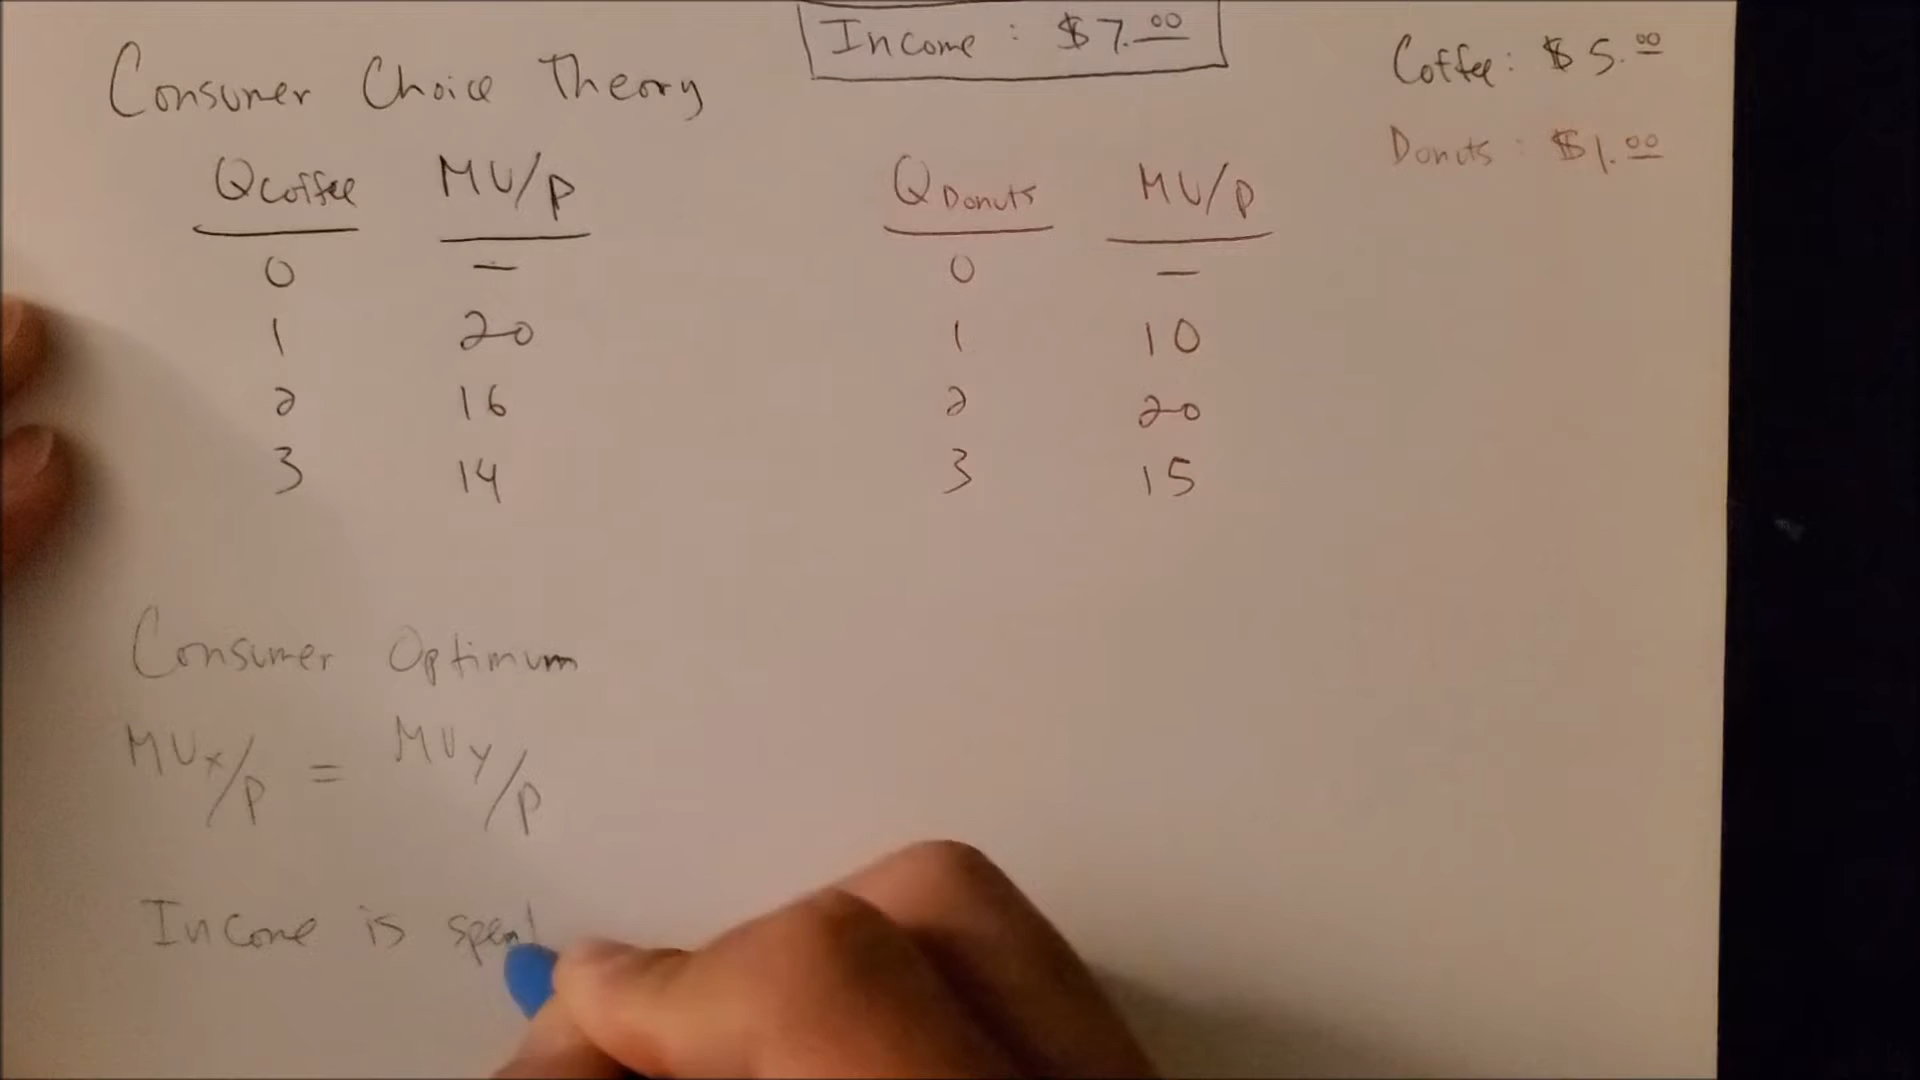 Income: $7.00
Consumer Choice Theory
Coffee: $5.00
Donuts: $1.00
QCoffee MU/P
0 —
1 20
2 16
3 14
QDonuts MU/P
0 —
1 10
2 20
3 15
Consumer Optimum
MUx/P = MUy/P
Income is spent